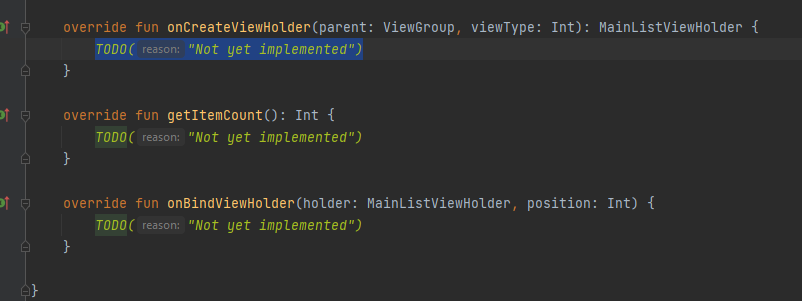 override fun onCreateViewHolder(parent: ViewGroup, viewType: Int): MainListViewHolder {
TODO( reason: "Not yet implemented")
}
override fun getItemCount(): Int {
TODO( reason: "Not yet implemented")
}
override fun onBindViewHolder(holder: MainListViewHolder, position: Int) {
TODO( reason: "Not yet implemented")
}
}